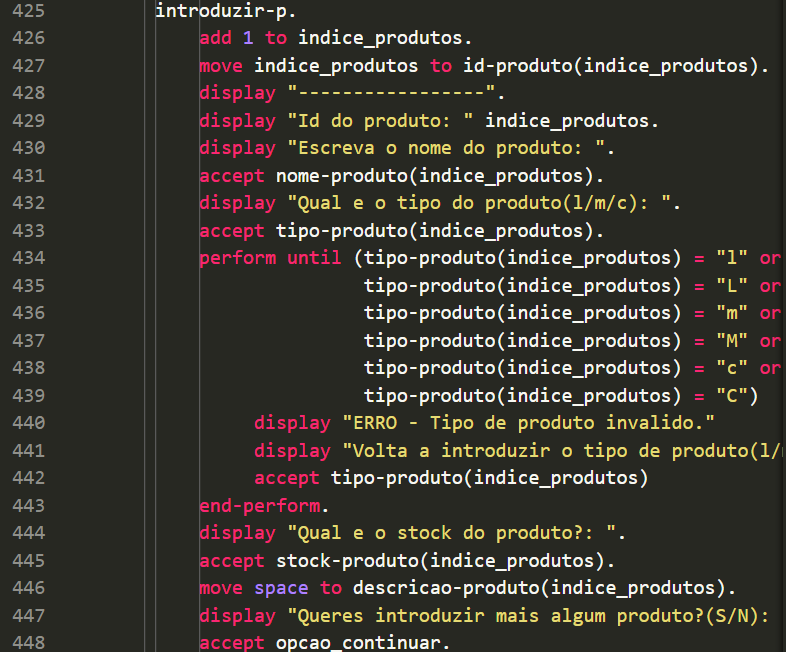 425 introduzir-p.
426 add 1 to indice_produtos.
427 move indice_produtos to id-produto(indice_produtos).
428 display "-----------------".
429 display "Id do produto: " indice_produtos.
430 display "Escreva o nome do produto: ".
431 accept nome-produto(indice_produtos).
432 display "Qual e o tipo do produto(l/m/c): ".
433 accept tipo-produto(indice_produtos).
434 perform until (tipo-produto(indice_produtos) = "l" or
435 tipo-produto(indice_produtos) = "L" or
436 tipo-produto(indice_produtos) = "m" or
437 tipo-produto(indice_produtos) = "M" or
438 tipo-produto(indice_produtos) = "c" or
439 tipo-produto(indice_produtos) = "C")
440 display "ERRO - Tipo de produto invalido."
441 display "Volta a introduzir o tipo de produto(l/
442 accept tipo-produto(indice_produtos)
443 end-perform.
444 display "Qual e o stock do produto?: ".
445 accept stock-produto(indice_produtos).
446 move space to descricao-produto(indice_produtos).
447 display "Queres introduzir mais algum produto?(S/N):
448 accept opcao_continuar.